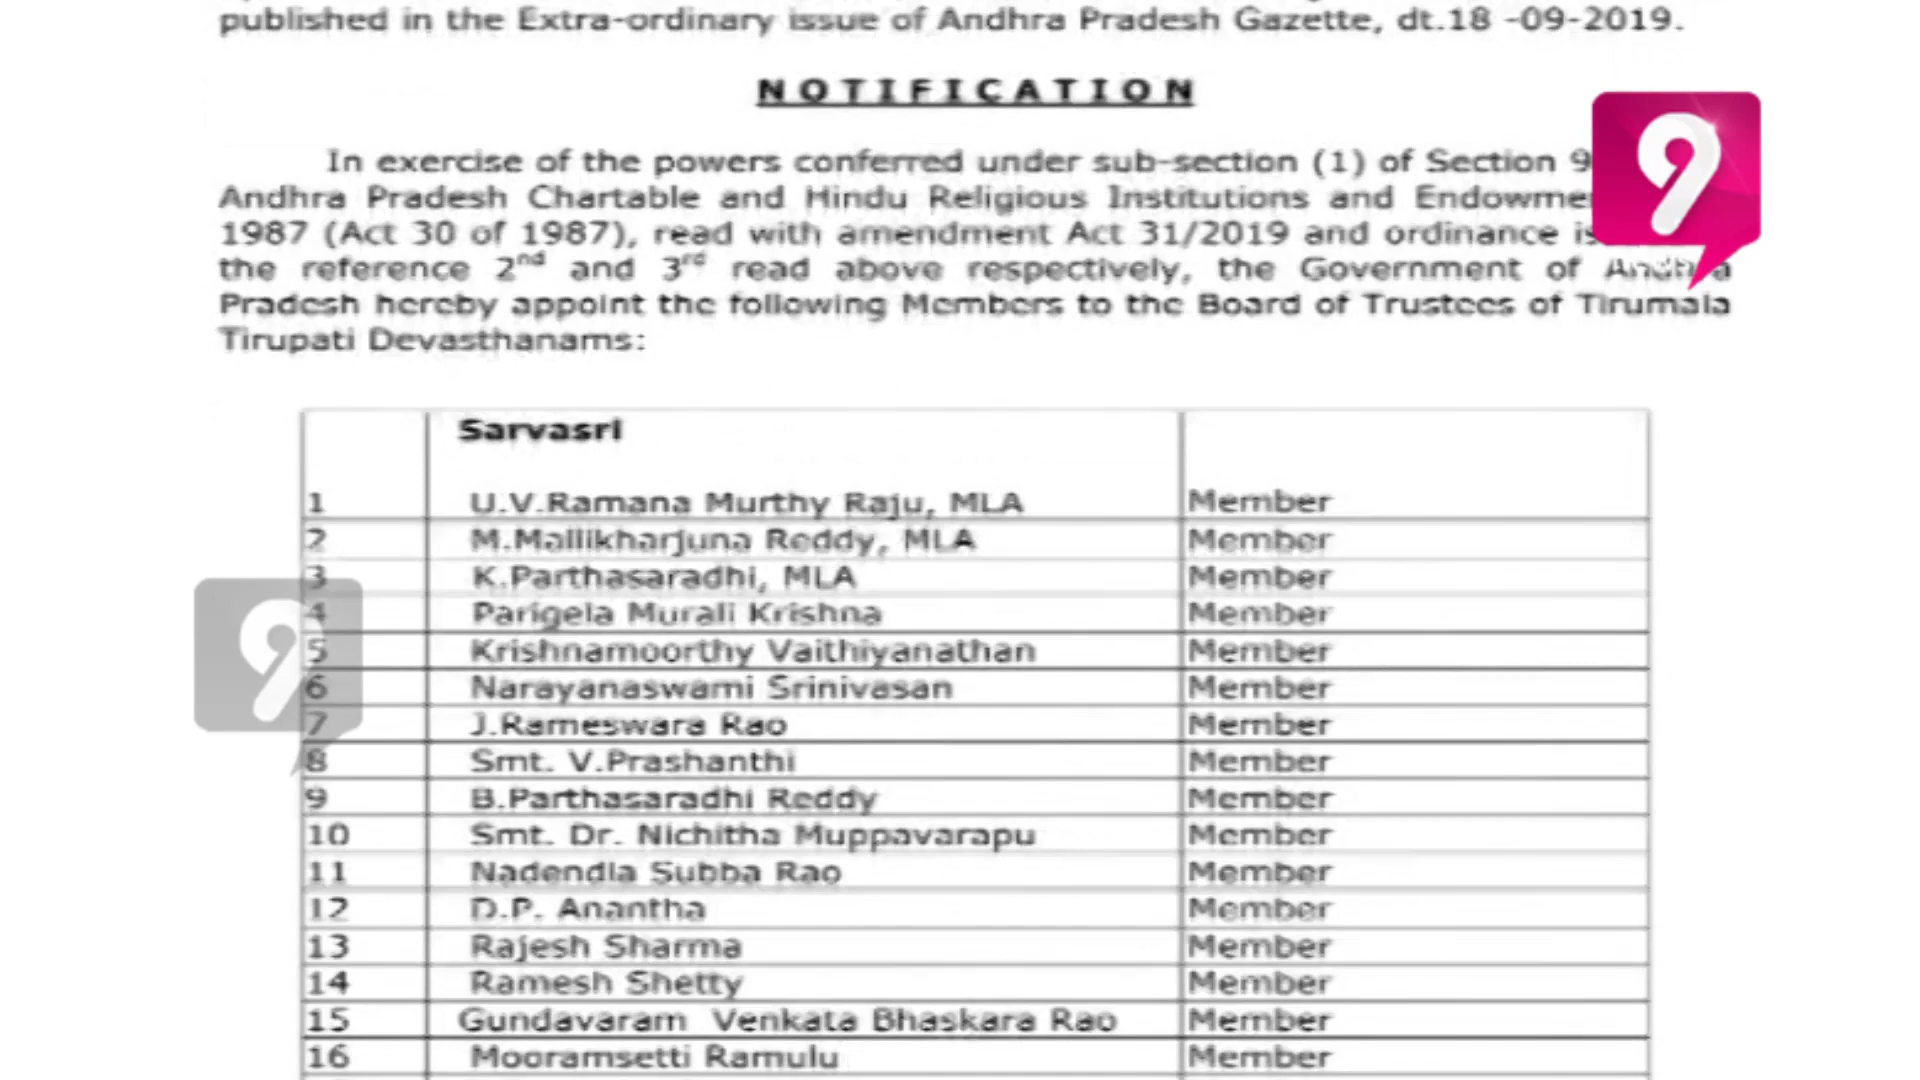 published in the Extra-ordinary issue of Andhra Pradesh Gazette, dt.18 -09-2019.
NOTIFICATION
In exercise of the powers conferred under sub-section (1) of Section 9
Andhra Pradesh Chartable and Hindu Religious Institutions and Endowme
1987 (Act 30 of 1987), read with amendment Act 31/2019 and ordinance is
the reference 2nd and 3rd read above respectively, the Government of Andhra
Pradesh hereby appoint the following Members to the Board of Trustees of Tirumala
Tirupati Devasthanams:
9
Sarvasri
1 U.V.Ramana Murthy Raju, MLA Member
2 M.Mallikharjuna Reddy, MLA Member
3 K.Parthasaradhi, MLA Member
4 Parigela Murali Krishna Member
5 Krishnamoorthy Vaithiyanathan Member
6 Narayanaswami Srinivasan Member
7 J.Rameswara Rao Member
8 Smt. V.Prashanthi Member
9 B.Parthasaradhi Reddy Member
10 Smt. Dr. Nichitha Muppavarapu Member
11 Nadendla Subba Rao Member
12 D.P. Anantha Member
13 Rajesh Sharma Member
14 Ramesh Shetty Member
15 Gundavaram Venkata Bhaskara Rao Member
16 Mooramsetti Ramulu Member
9